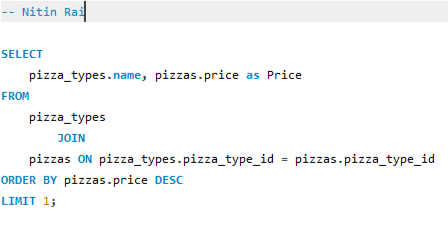 -- Nitin Rai
SELECT
pizza_types.name, pizzas.price as Price
FROM
pizza_types
JOIN
pizzas ON pizza_types.pizza_type_id = pizzas.pizza_type_id
ORDER BY pizzas.price DESC
LIMIT 1;